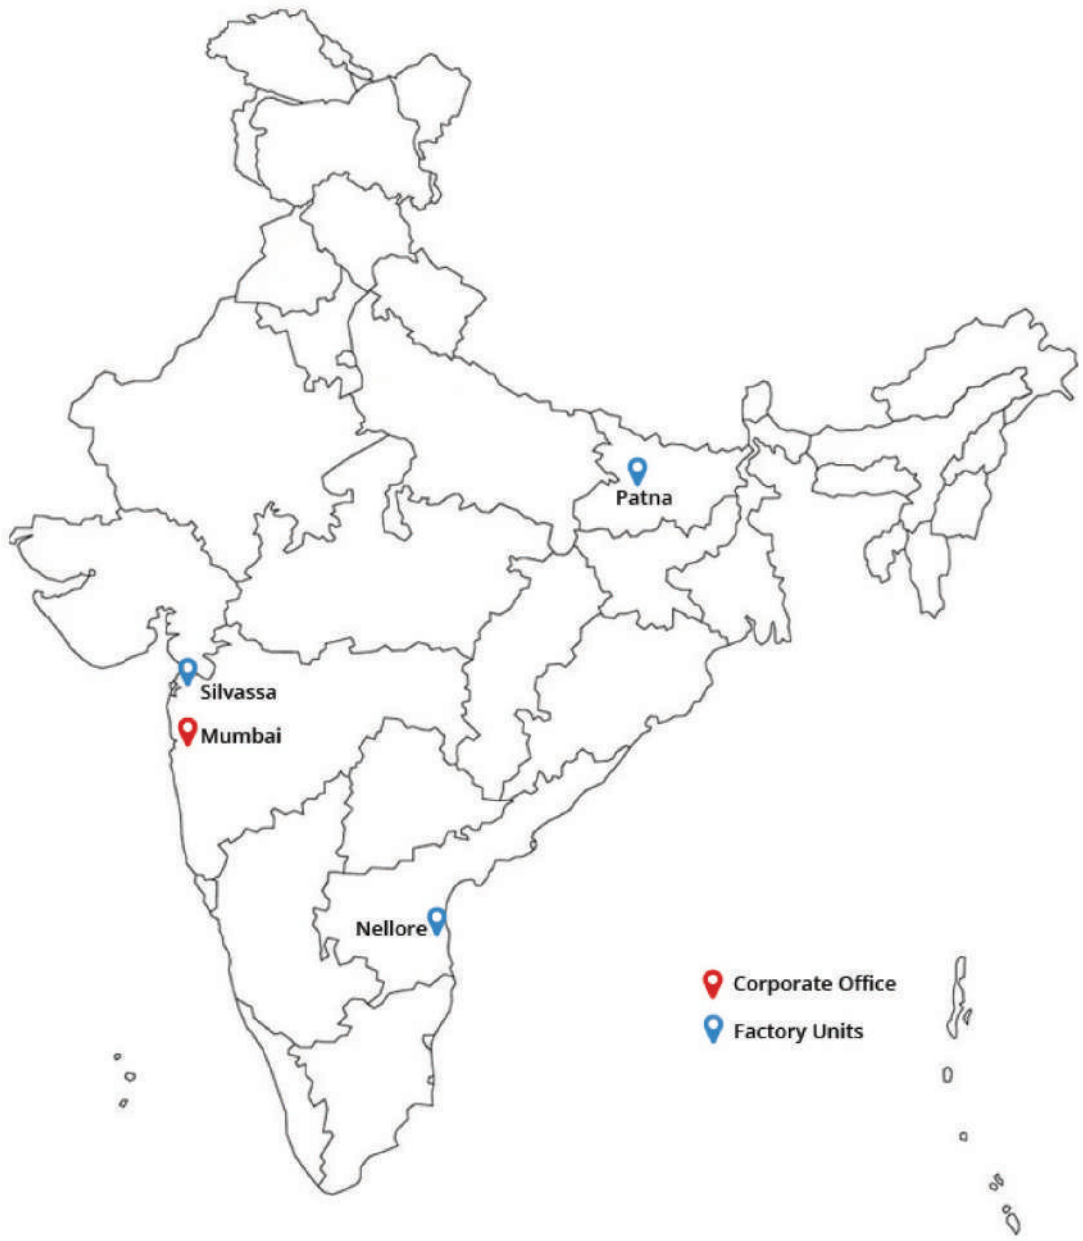 Patna
Silvassa
Mumbai
Nellore
Corporate Office
Factory Units